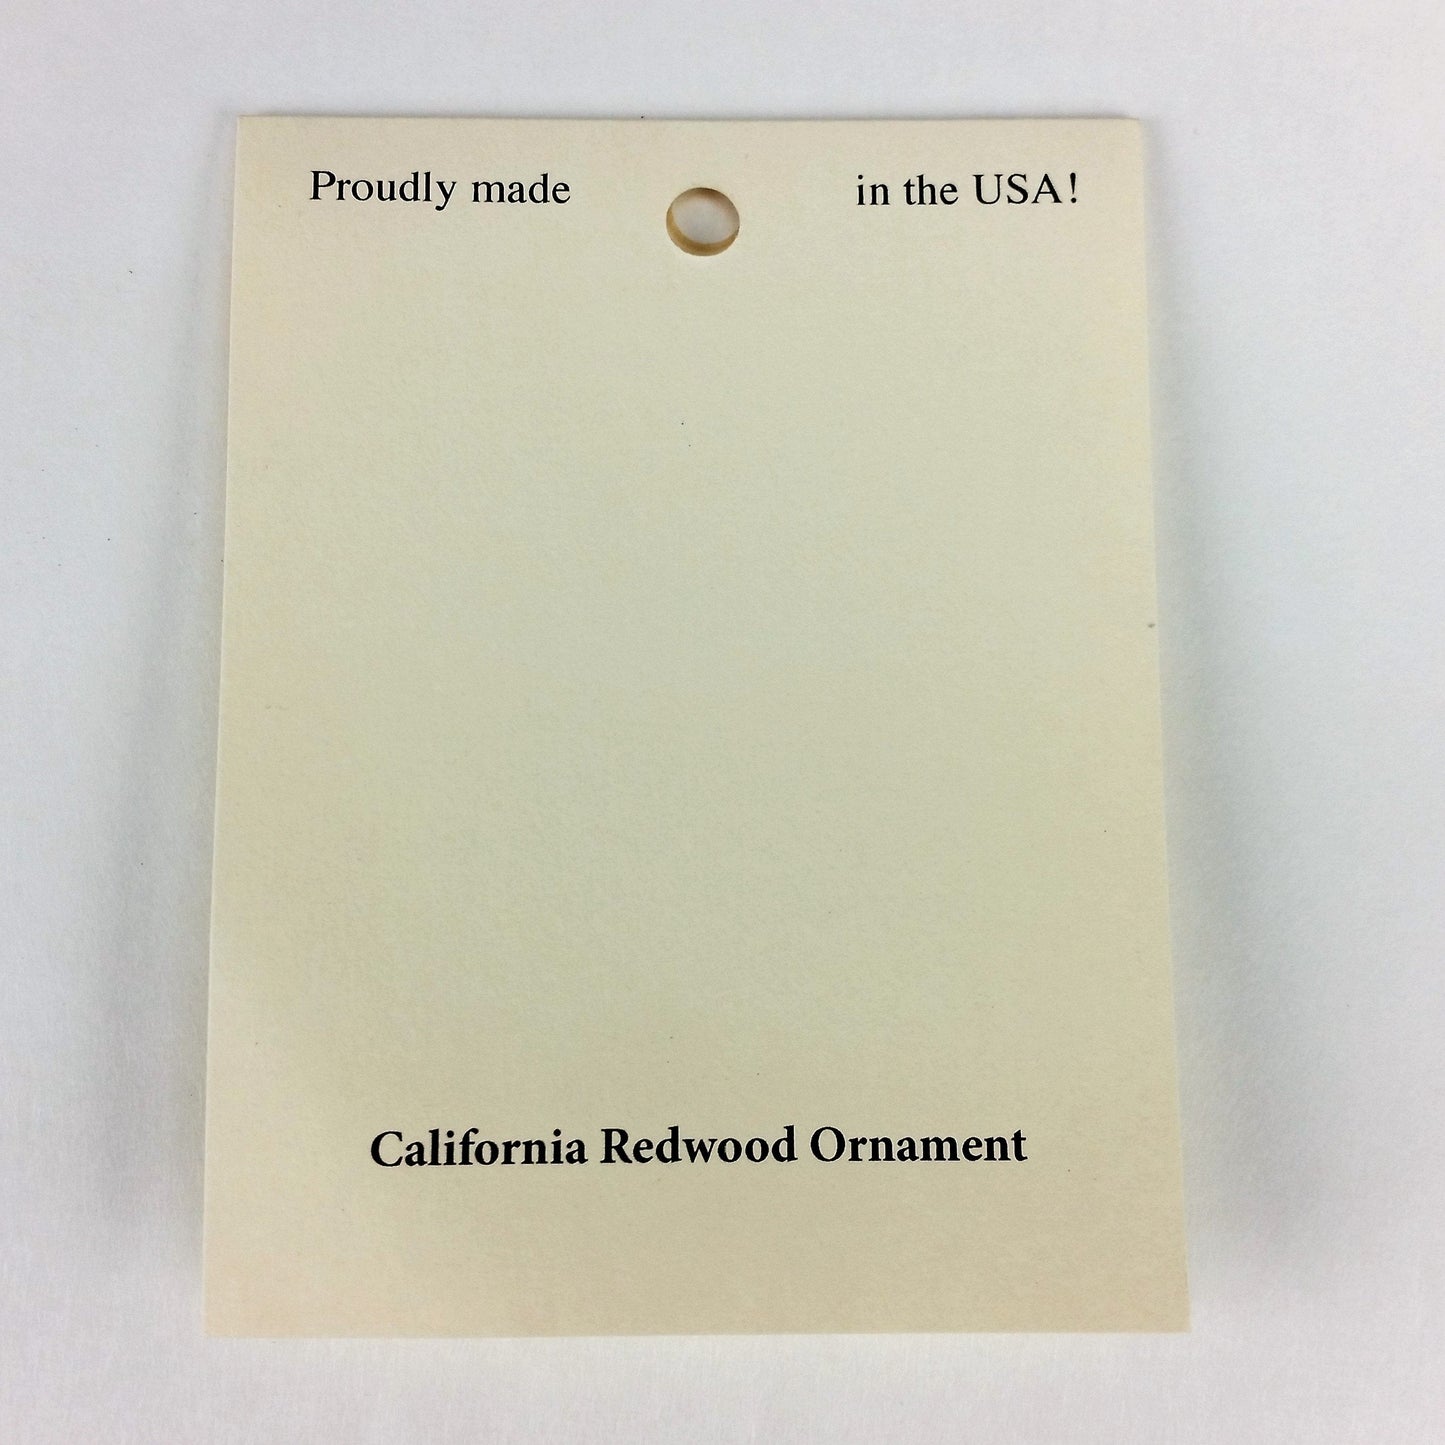 Proudly made in the USA!
California Redwood Ornament